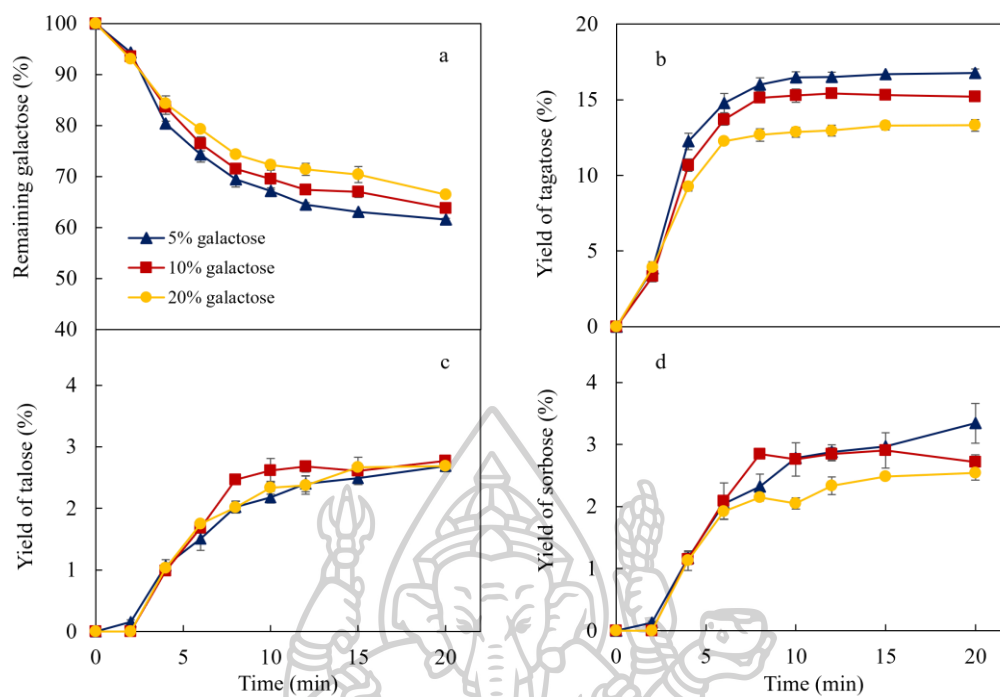 a
Remaining galactose (%)
100
90
80
70
60
50
40
5% galactose
10% galactose
20% galactose
b
Yield of tagatose (%)
20
15
10
5
0
c
Yield of talose (%)
4
3
2
1
0
0
5
10
15
20
Time (min)
d
Yield of sorbose (%)
4
3
2
1
0
0
5
10
15
20
Time (min)